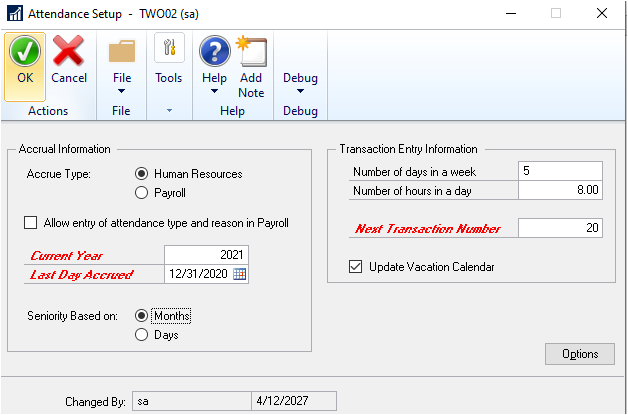 Attendance Setup - TWO02 (sa)
OK Cancel File Tools Help Add Note Debug
Actions File Help Debug
Accrual Information
Accrue Type: Human Resources
Payroll
Allow entry of attendance type and reason in Payroll
Current Year 2021
Last Day Accrued 12/31/2020
Seniority Based on: Months
Days
Transaction Entry Information
Number of days in a week 5
Number of hours in a day 8.00
Next Transaction Number 20
Update Vacation Calendar
Options
Changed By: sa 4/12/2027